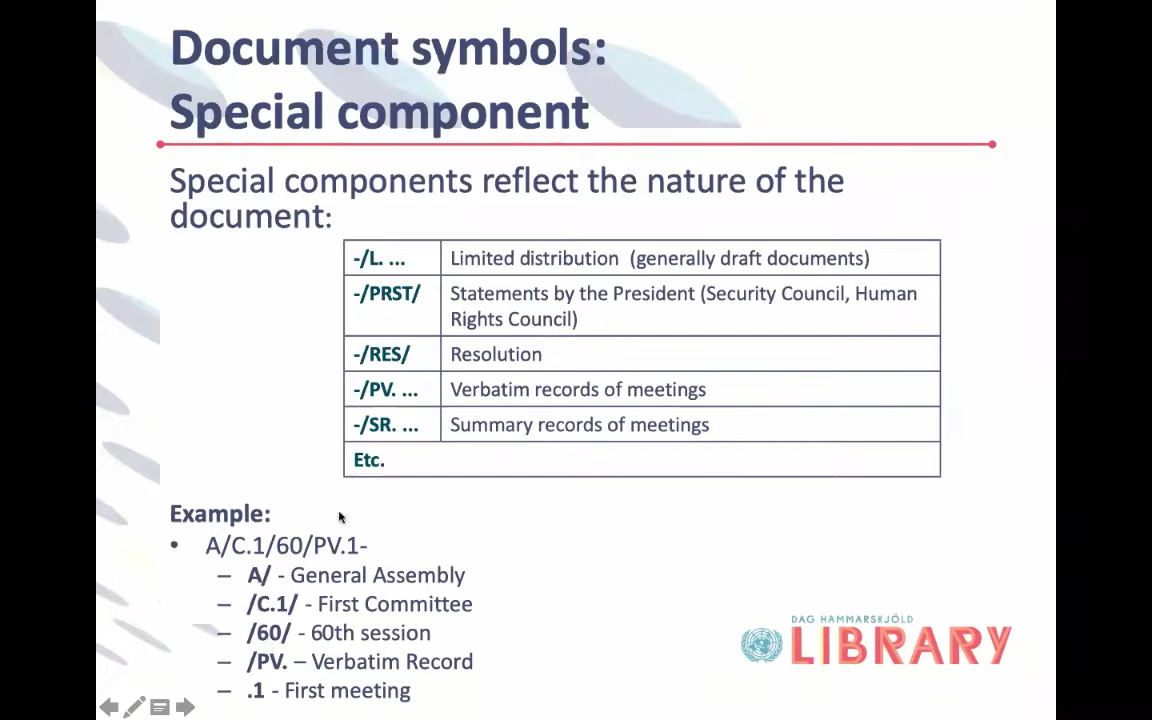 Document symbols:
Special component
Special components reflect the nature of the
document:
-/L. ... Limited distribution (generally draft documents)
-/PRST/ Statements by the President (Security Council, Human
Rights Council)
-/RES/ Resolution
-/PV. ... Verbatim records of meetings
-/SR. ... Summary records of meetings
Etc.
Example:
• A/C.1/60/PV.1-
– A/ - General Assembly
– /C.1/ - First Committee
– /60/ - 60th session
– /PV. – Verbatim Record
– .1 - First meeting
DAG HAMMARSKJÖLD
LIBRARY